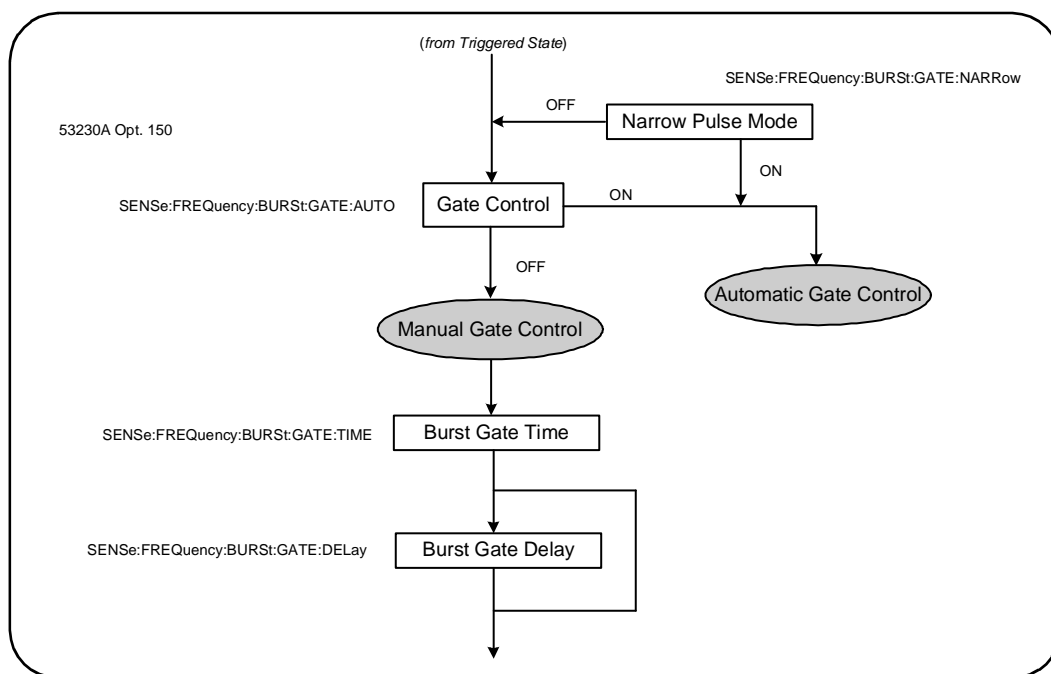 (from Triggered State)
SENSe:FREQuency:BURSt:GATE:NARRow
OFF
Narrow Pulse Mode
53230A Opt. 150
ON
SENSe:FREQuency:BURSt:GATE:AUTO
Gate Control
ON
OFF
Automatic Gate Control
Manual Gate Control
SENSe:FREQuency:BURSt:GATE:TIME
Burst Gate Time
SENSe:FREQuency:BURSt:GATE:DELay
Burst Gate Delay